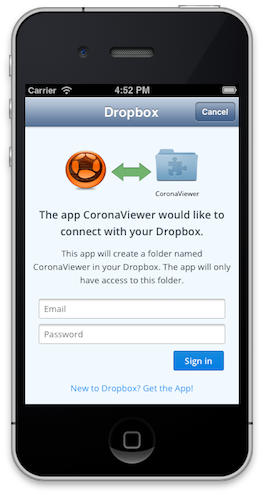 Carrier 4:52 PM
Dropbox Cancel
CoronaViewer
The app CoronaViewer would like to
connect with your Dropbox.
This app will create a folder named
CoronaViewer in your Dropbox. The app will only
have access to this folder.
Email
Password
Sign in
New to Dropbox? Get the App!